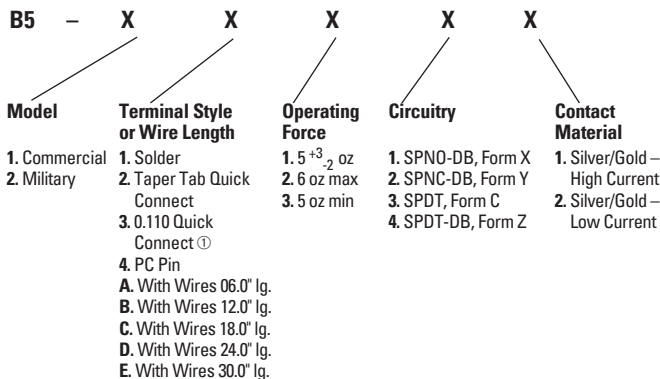 B5 – X X X X X
Model
1. Commercial
2. Military
Terminal Style
or Wire Length
1. Solder
2. Taper Tab Quick
Connect
3. 0.110 Quick
Connect ①
4. PC Pin
A. With Wires 06.0" lg.
B. With Wires 12.0" lg.
C. With Wires 18.0" lg.
D. With Wires 24.0" lg.
E. With Wires 30.0" lg.
Operating
Force
1. 5 +3 -2 oz
2. 6 oz max
3. 5 oz min
Circuitry
1. SPNO-DB, Form X
2. SPNC-DB, Form Y
3. SPDT, Form C
4. SPDT-DB, Form Z
Contact
Material
1. Silver/Gold –
High Current
2. Silver/Gold –
Low Current